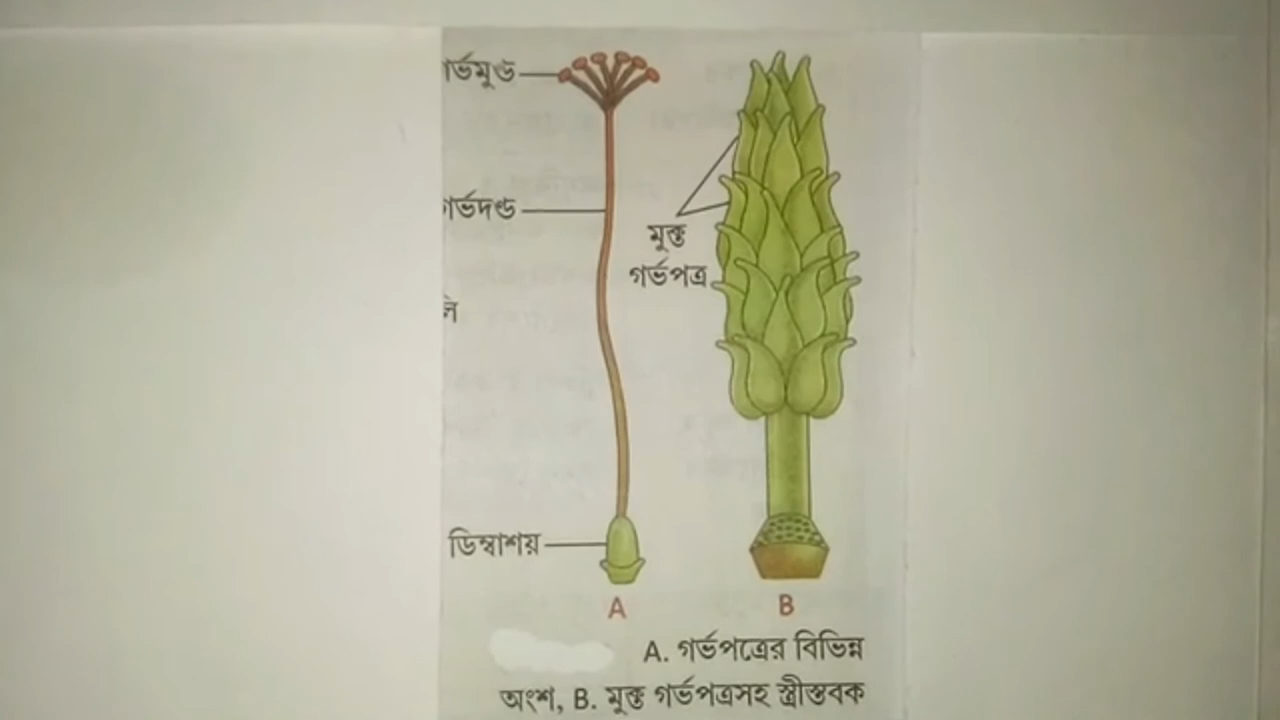 র্ভমুণ্ড
র্ভদণ্ড
মুক্ত
গর্ভপত্র
ডিম্বাশয়
A
B
A. গর্ভপত্রের বিভিন্ন
অংশ, B. মুক্ত গর্ভপত্রসহ স্ত্রীস্তবক